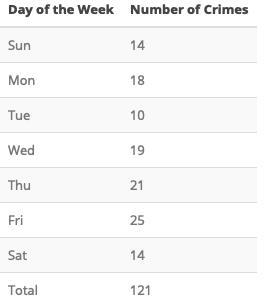 Day of the Week Number of Crimes
Sun 14
Mon 18
Tue 10
Wed 19
Thu 21
Fri 25
Sat 14
Total 121